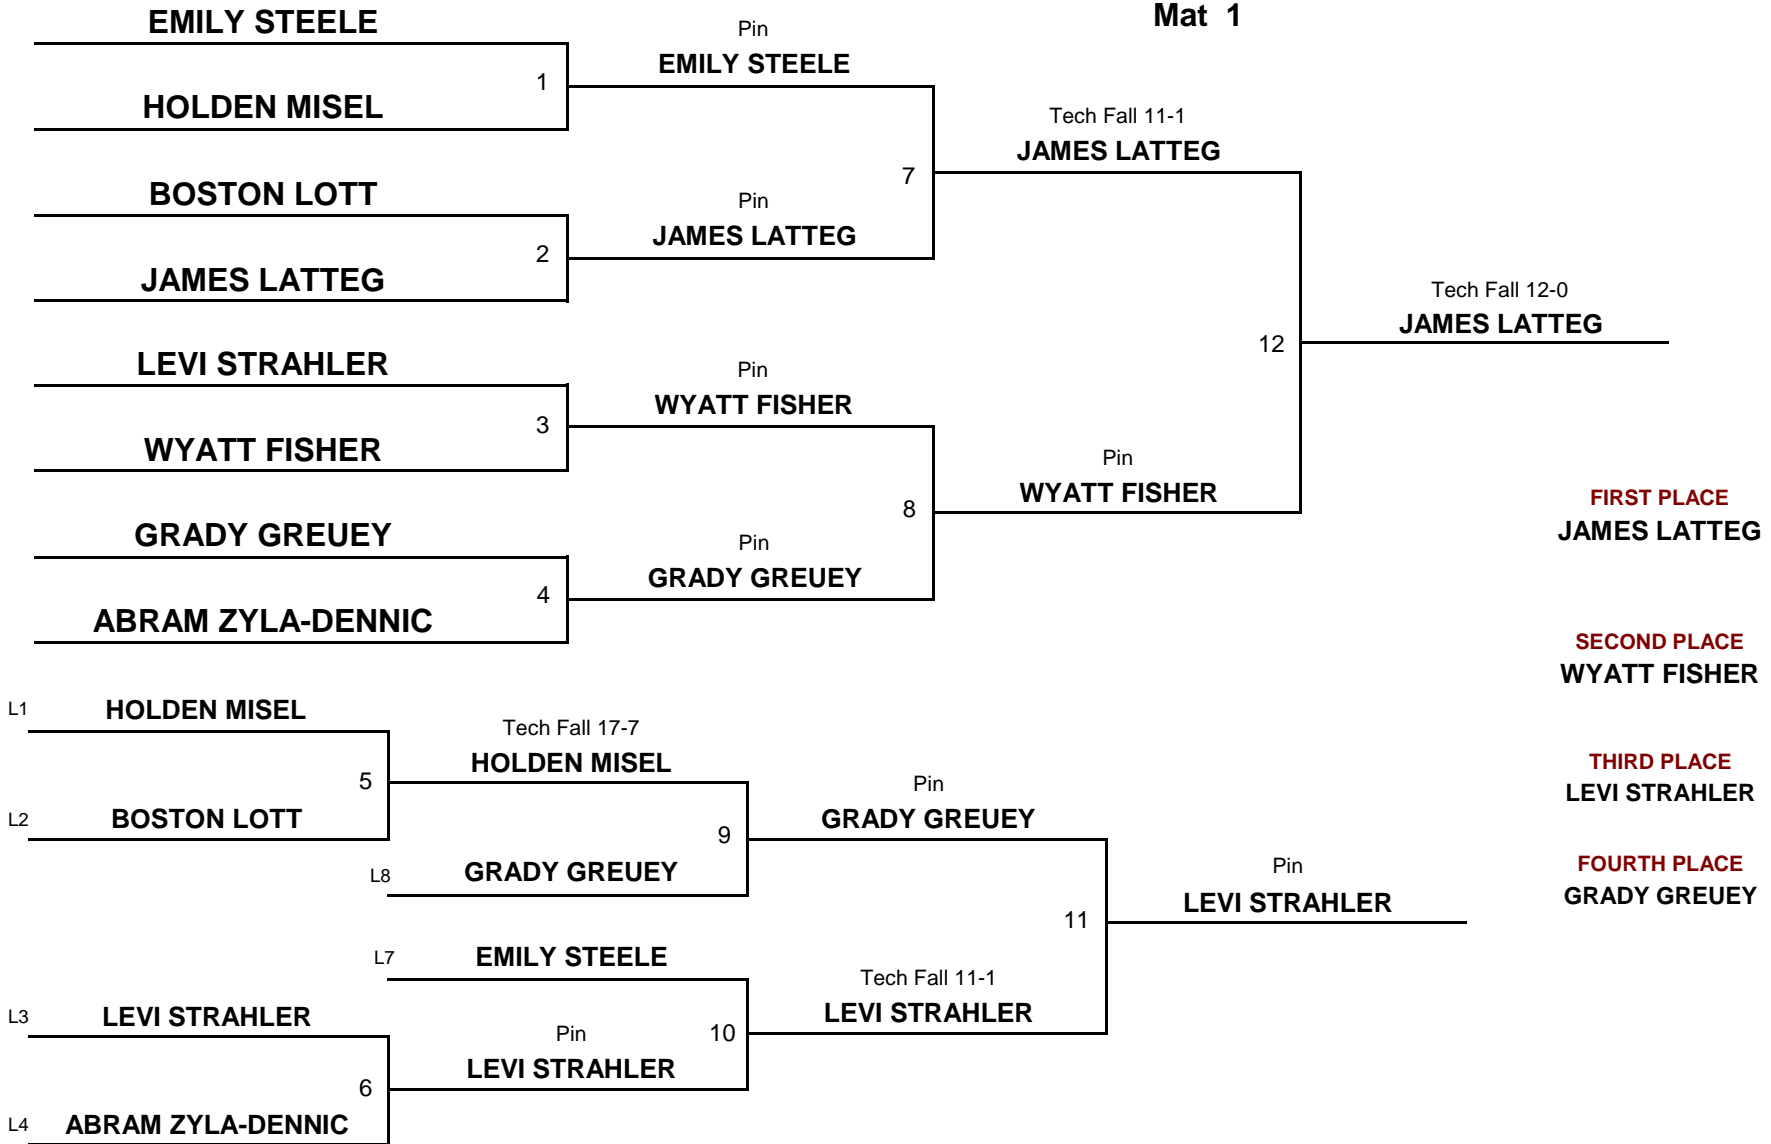 Mat 1
EMILY STEELE
1
HOLDEN MISEL
Pin
EMILY STEELE
BOSTON LOTT
2
JAMES LATTEG
Pin
JAMES LATTEG
7
Tech Fall 11-1
JAMES LATTEG
LEVI STRAHLER
3
WYATT FISHER
Pin
WYATT FISHER
GRADY GREUEY
4
ABRAM ZYLA-DENNIC
Pin
GRADY GREUEY
8
Pin
WYATT FISHER
12
Tech Fall 12-0
JAMES LATTEG
FIRST PLACE
JAMES LATTEG
SECOND PLACE
WYATT FISHER
THIRD PLACE
LEVI STRAHLER
FOURTH PLACE
GRADY GREUEY
L1 HOLDEN MISEL
5
L2 BOSTON LOTT
Tech Fall 17-7
HOLDEN MISEL
9
L8 GRADY GREUEY
Pin
GRADY GREUEY
L7 EMILY STEELE
L3 LEVI STRAHLER
6
L4 ABRAM ZYLA-DENNIC
Pin
LEVI STRAHLER
10
Tech Fall 11-1
LEVI STRAHLER
11
Pin
LEVI STRAHLER